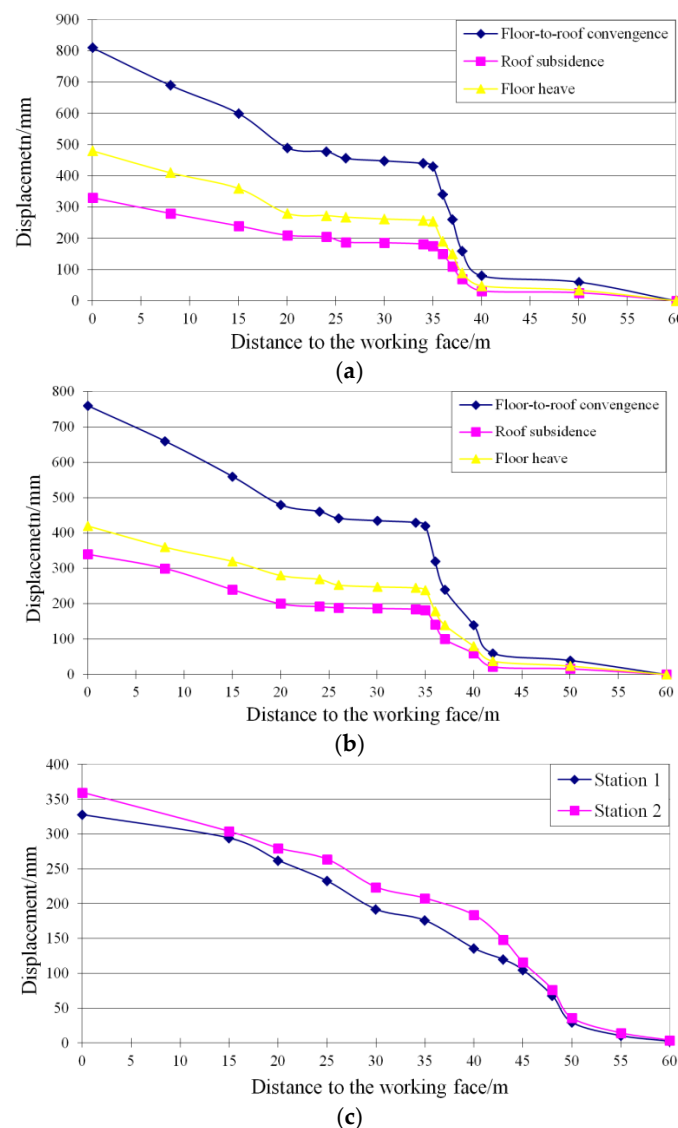 900
800
700
600
500
400
300
200
100
0
Displacemetn/mm
Floor-to-roof convengence
Roof subsidence
Floor heave
0 5 10 15 20 25 30 35 40 45 50 55 60
Distance to the working face/m
(a)
800
700
600
500
400
300
200
100
0
Displacemetn/mm
Floor-to-roof convengence
Roof subsidence
Floor heave
0 5 10 15 20 25 30 35 40 45 50 55 60
Distance to the working face/m
(b)
400
350
300
250
200
150
100
50
0
Displacement/mm
Station 1
Station 2
0 5 10 15 20 25 30 35 40 45 50 55 60
Distance to the working face/m
(c)